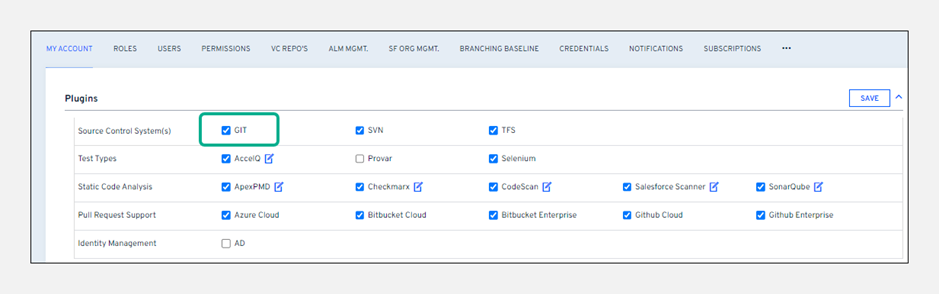 MY ACCOUNT ROLES USERS PERMISSIONS VC REPO'S ALM MGMT. SF ORG MGMT. BRANCHING BASELINE CREDENTIALS NOTIFICATIONS SUBSCRIPTIONS •••
Plugins SAVE
Source Control System(s) GIT SVN TFS
Test Types AccelQ Provar Selenium
Static Code Analysis ApexPMD Checkmarx CodeScan Salesforce Scanner SonarQube
Pull Request Support Azure Cloud Bitbucket Cloud Bitbucket Enterprise Github Cloud Github Enterprise
Identity Management AD